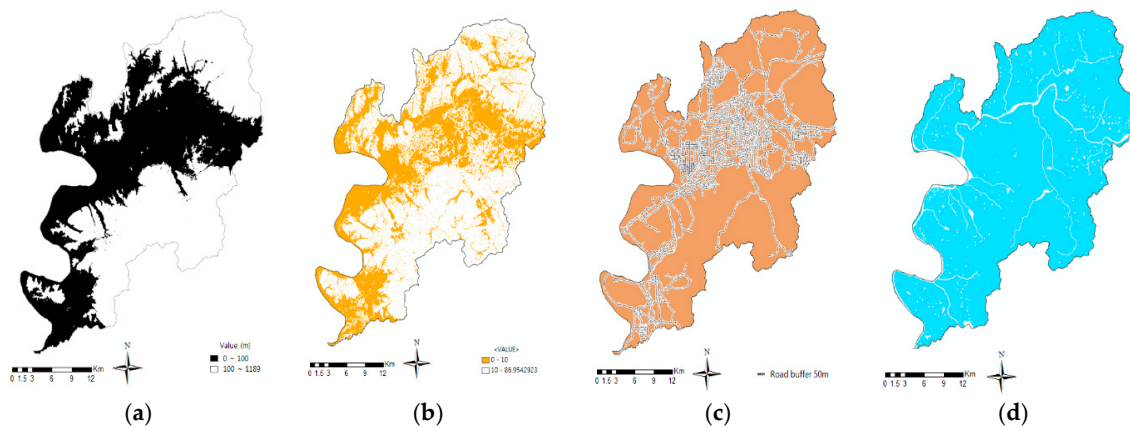 N
Value (m)
0 ~ 100
100 ~ 1189
Km
0 1.5 3 6 9 12
(a)
N
<VALUE>
0 - 10
10 - 86.9542923
Km
0 1.5 3 6 9 12
(b)
N
Km
0 1.5 3 6 9 12
Road buffer 50m
(c)
N
Km
0 1.5 3 6 9 12
(d)